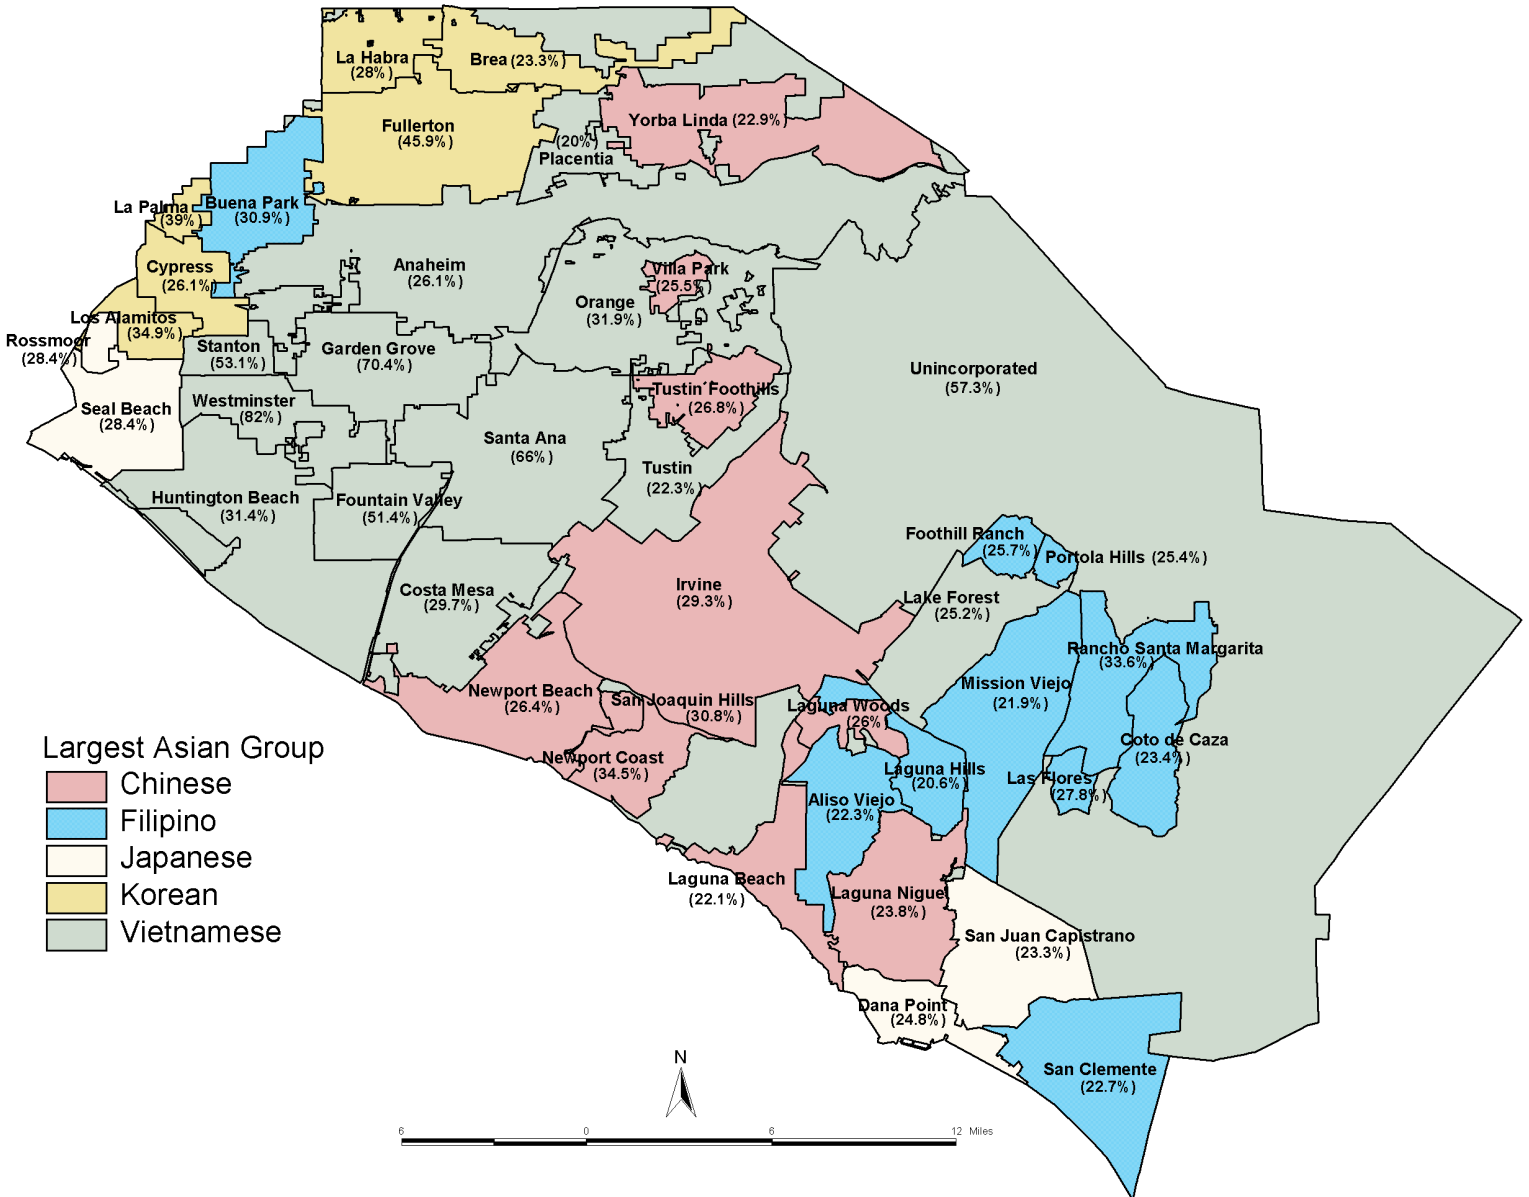 La Habra
(28%)
Brea (23.3%)
Fullerton
(45.9%)
Yorba Linda (22.9%)
(20%)
Placentia
La Palma
(39%)
Buena Park
(30.9%)
Cypress
(26.1%)
Anaheim
(26.1%)
Villa Park
(25.5%)
Orange
(31.9%)
Los Alamitos
(34.9%)
Rossmoor
(28.4%)
Stanton
(53.1%)
Garden Grove
(70.4%)
Unincorporated
(57.3%)
Tustin Foothills
(26.8%)
Westminster
(82%)
Seal Beach
(28.4%)
Santa Ana
(66%)
Tustin
(22.3%)
Huntington Beach
(31.4%)
Fountain Valley
(51.4%)
Foothill Ranch
(25.7%)
Portola Hills (25.4%)
Costa Mesa
(29.7%)
Irvine
(29.3%)
Lake Forest
(25.2%)
Rancho Santa Margarita
(33.6%)
Mission Viejo
(21.9%)
Newport Beach
(26.4%)
San Joaquin Hills
(30.8%)
Laguna Woods
(26%)
Coto de Caza
(23.4%)
Newport Coast
(34.5%)
Laguna Hills
(20.6%)
Las Flores
(27.8%)
Aliso Viejo
(22.3%
Laguna Beach
(22.1%)
Laguna Niguel
(23.8%)
San Juan Capistrano
(23.3%)
Dana Point
(24.8%)
San Clemente
(22.7%)
Largest Asian Group
Chinese
Filipino
Japanese
Korean
Vietnamese
N
6 0 6 12 Miles